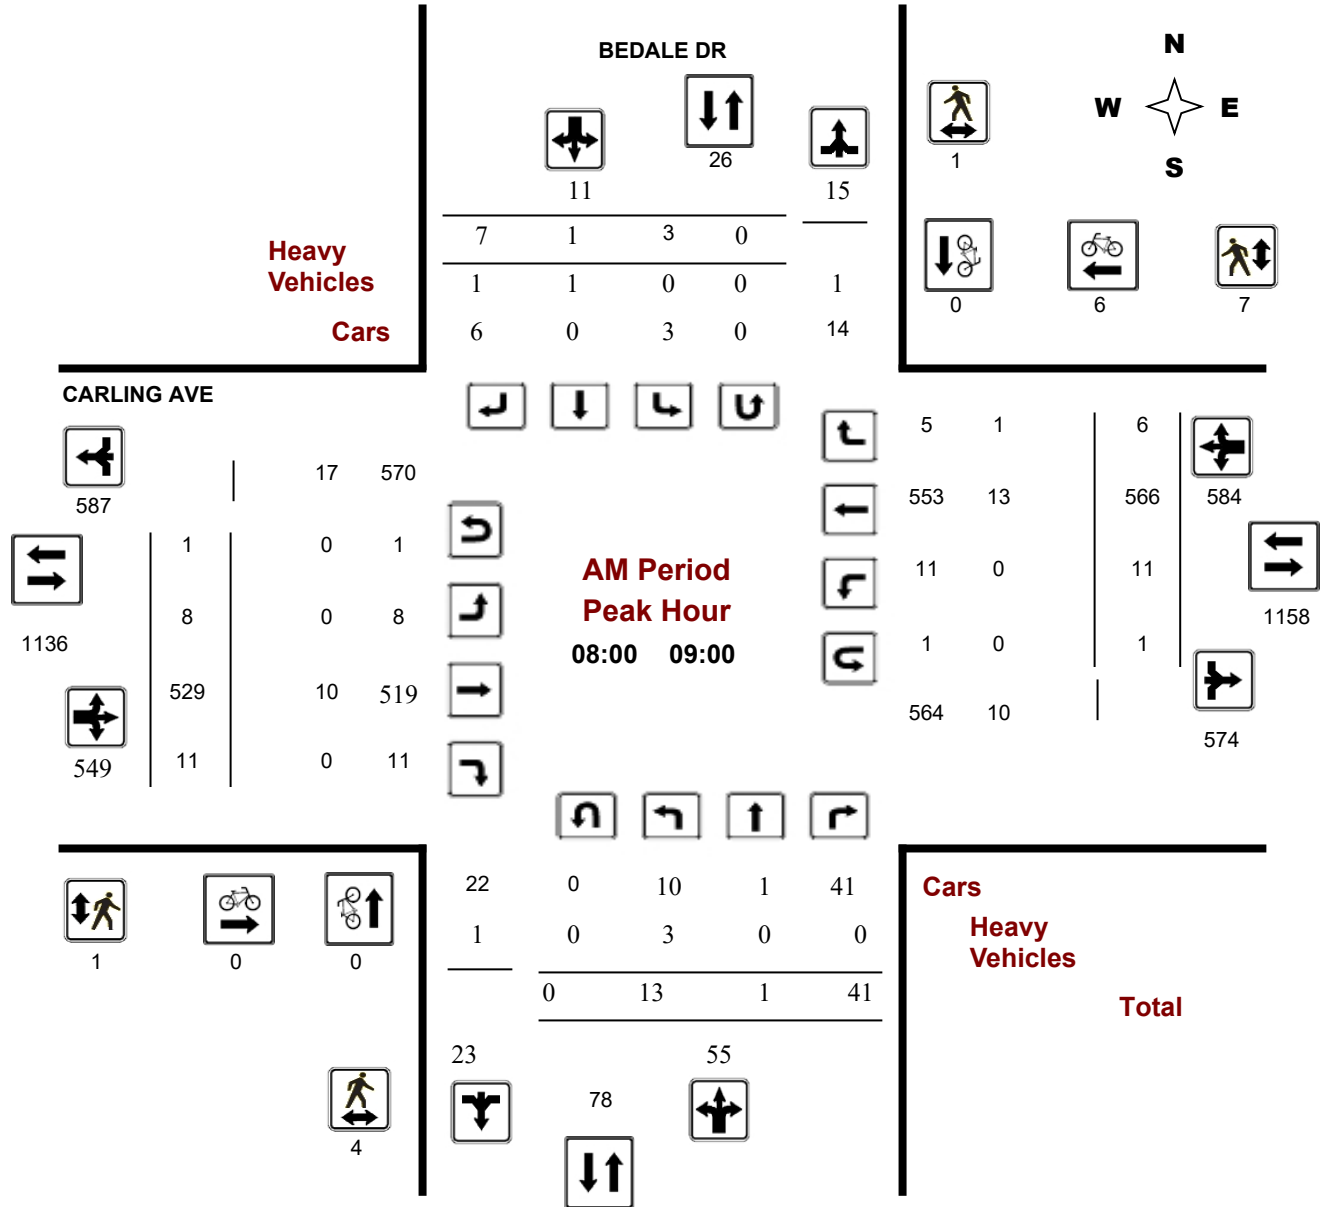 BEDALE DR
N
W E
S
26
1
11 15
7 1 3 0
Heavy
Vehicles
1 1 0 0 1
Cars
6 0 3 0 14
0 6 7
CARLING AVE
5 1 6
17 570
587
553 13 566 584
1 0 1
AM Period
Peak Hour
08:00 09:00
11 0 11
8 0 8
1136
1158
1 0 1
529 10 519
564 10
574
549 11 0 11
22 0 10 1 41
Cars
1 0 3 0 0
Heavy
Vehicles
1 0 0
0 13 1 41
Total
23 55
78
4